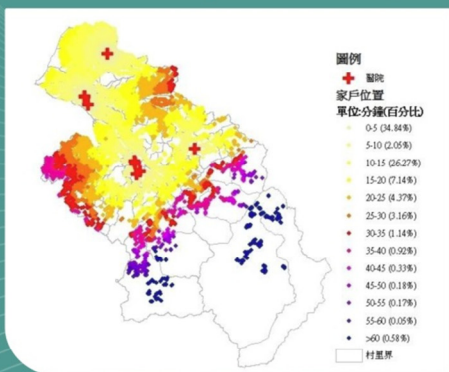 圖例
醫院
家戶位置
單位:分鐘(百分比)
0-5 (34.84%)
5-10 (2.05%)
10-15 (26.27%)
15-20 (7.14%)
20-25 (4.37%)
25-30 (3.16%)
30-35 (1.14%)
35-40 (0.92%)
40-45 (0.33%)
45-50 (0.18%)
50-55 (0.17%)
55-60 (0.05%)
>60 (0.58%)
村里界